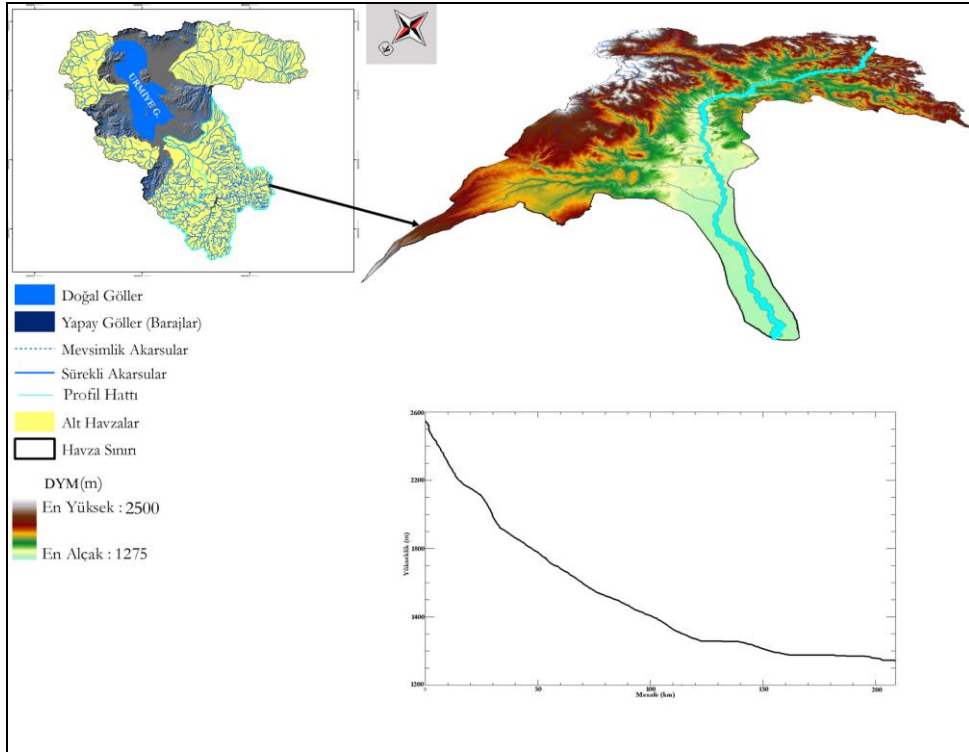 URMİYE G.
Doğal Göller
Yapay Göller (Barajlar)
Mevsimlik Akarsular
Sürekli Akarsular
Profil Hattı
Alt Havzalar
Havza Sınırı
DYM(m)
En Yüksek : 2500
En Alçak : 1275
2600
2200
1800
1400
1200
Yükseklik (m)
0
50
100
150
200
Mesafe (km)